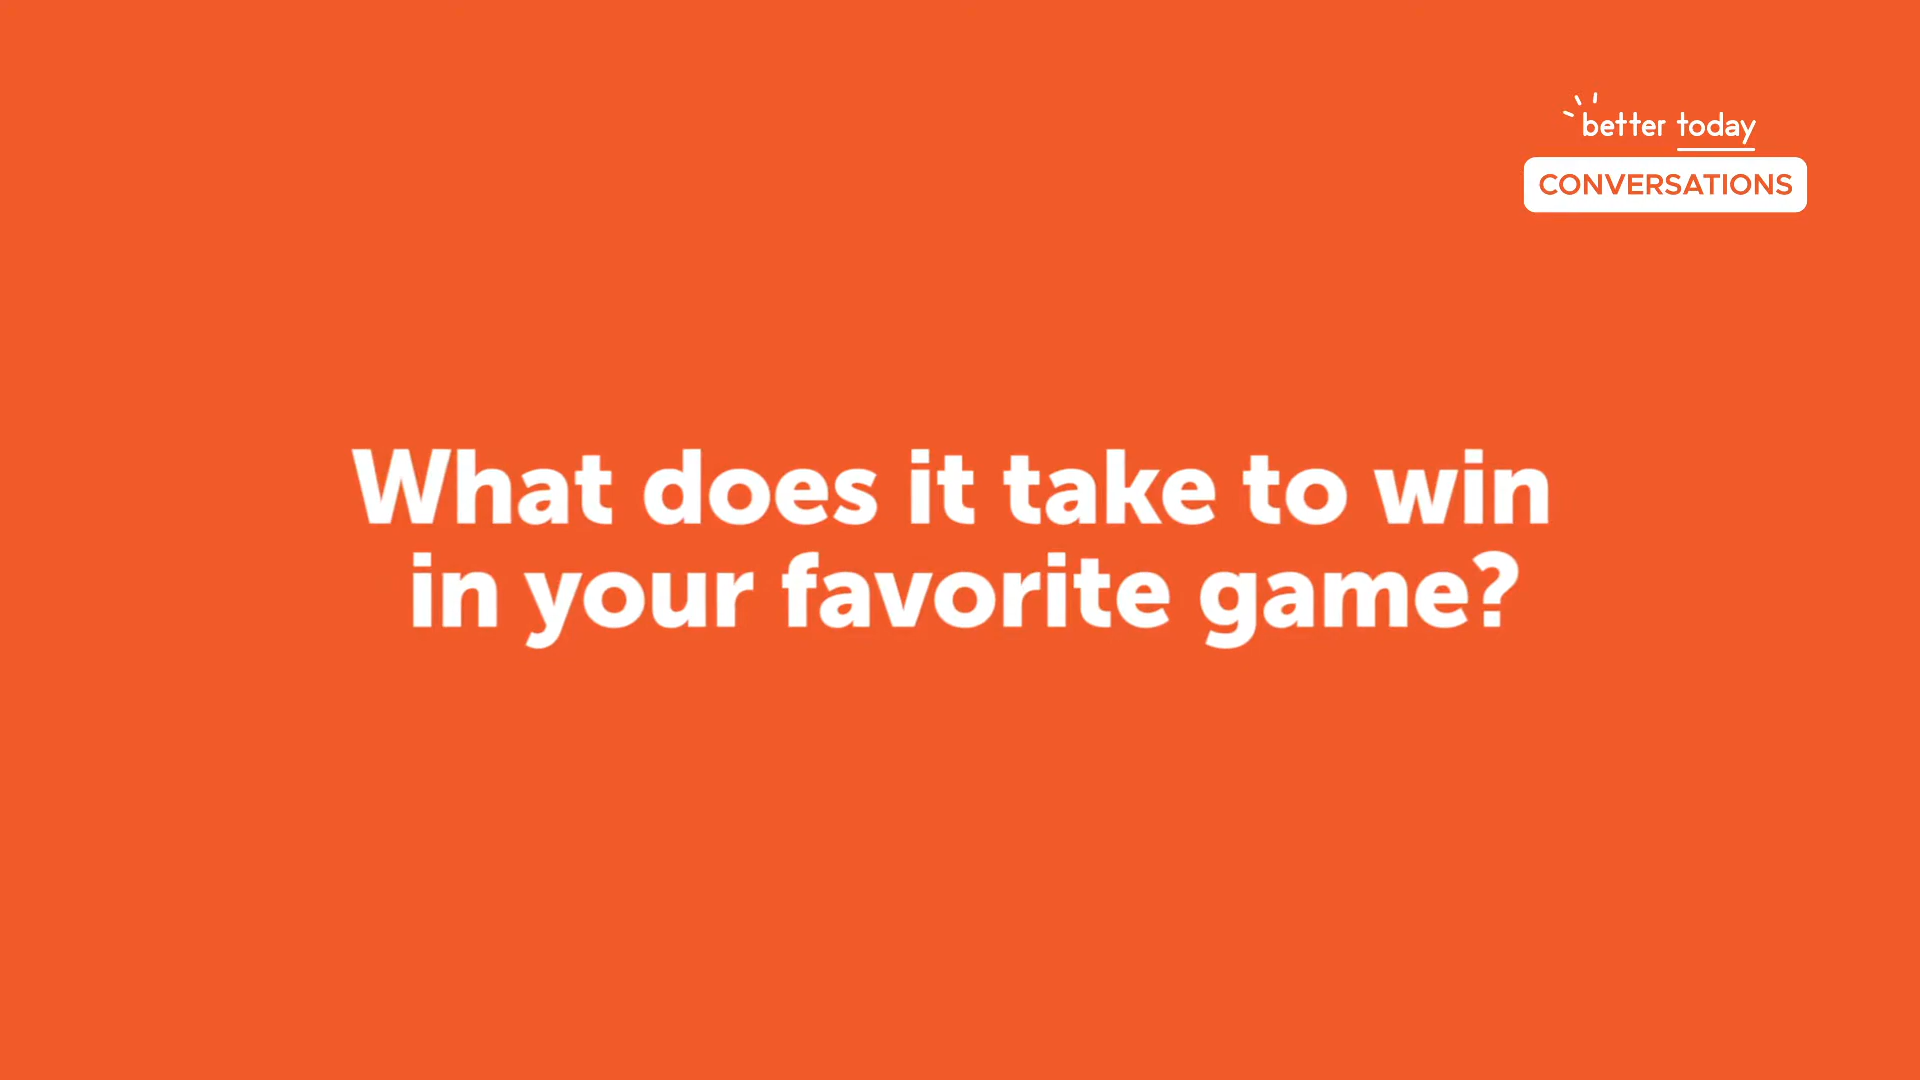 better today
CONVERSATIONS
What does it take to win
in your favorite game?